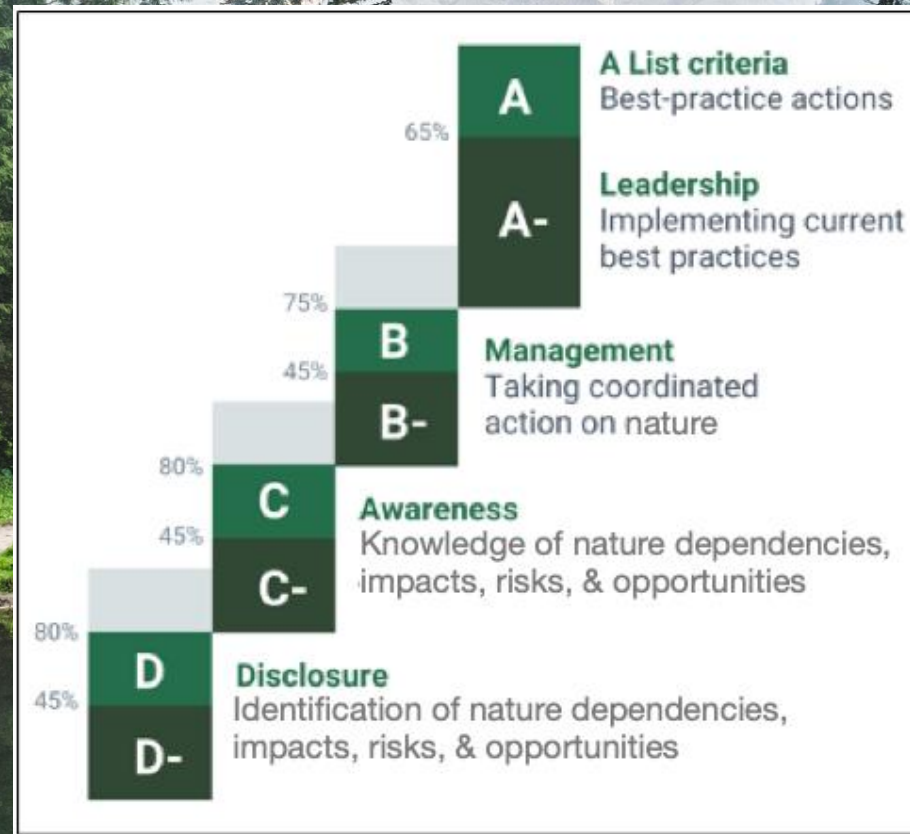 A
A List criteria
Best-practice actions
65%
A-
Leadership
Implementing current
best practices
75%
B
45%
B-
Management
Taking coordinated
action on nature
80%
C
45%
C-
Awareness
Knowledge of nature dependencies,
impacts, risks, & opportunities
80%
D
45%
D-
Disclosure
Identification of nature dependencies,
impacts, risks, & opportunities